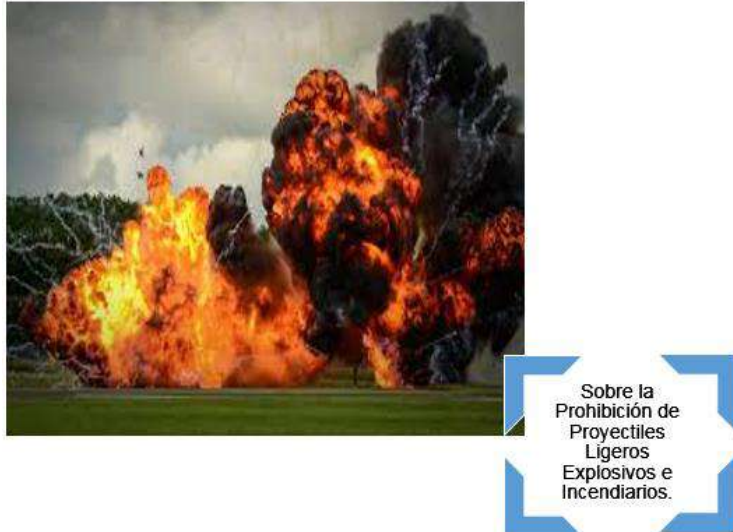 Sobre la
Prohibición de
Proyectiles
Ligeros
Explosivos e
Incendiarios.